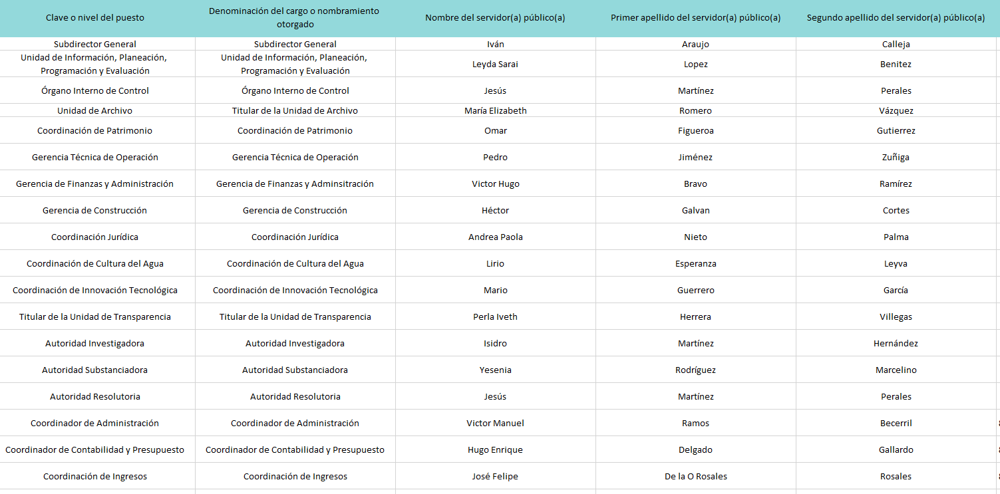 Clave o nivel del puesto Denominación del cargo o nombramiento otorgado Nombre del servidor(a) público(a) Primer apellido del servidor(a) público(a) Segundo apellido del servidor(a) público(a)
Subdirector General Subdirector General Iván Araujo Calleja
Unidad de Información, Planeación, Programación y Evaluación Unidad de Información, Planeación, Programación y Evaluación Leyda Sarai Lopez Benitez
Órgano Interno de Control Órgano Interno de Control Jesús Martínez Perales
Unidad de Archivo Titular de la Unidad de Archivo María Elizabeth Romero Vázquez
Coordinación de Patrimonio Coordinación de Patrimonio Omar Figueroa Gutierrez
Gerencia Técnica de Operación Gerencia Técnica de Operación Pedro Jiménez Zuñiga
Gerencia de Finanzas y Administración Gerencia de Finanzas y Adminsitración Victor Hugo Bravo Ramírez
Gerencia de Construcción Gerencia de Construcción Héctor Galvan Cortes
Coordinación Jurídica Coordinación Jurídica Andrea Paola Nieto Palma
Coordinación de Cultura del Agua Coordinación de Cultura del Agua Lirio Esperanza Leyva
Coordinación de Innovación Tecnológica Coordinación de Innovación Tecnológica Mario Guerrero García
Titular de la Unidad de Transparencia Titular de la Unidad de Transparencia Perla Iveth Herrera Villegas
Autoridad Investigadora Autoridad Investigadora Isidro Martínez Hernández
Autoridad Substanciadora Autoridad Substanciadora Yesenia Rodríguez Marcelino
Autoridad Resolutoria Autoridad Resolutoria Jesús Martínez Perales
Coordinador de Administración Coordinador de Administración Victor Manuel Ramos Becerril
Coordinador de Contabilidad y Presupuesto Coordinador de Contabilidad y Presupuesto Hugo Enrique Delgado Gallardo
Coordinación de Ingresos Coordinación de Ingresos José Felipe De la O Rosales Rosales